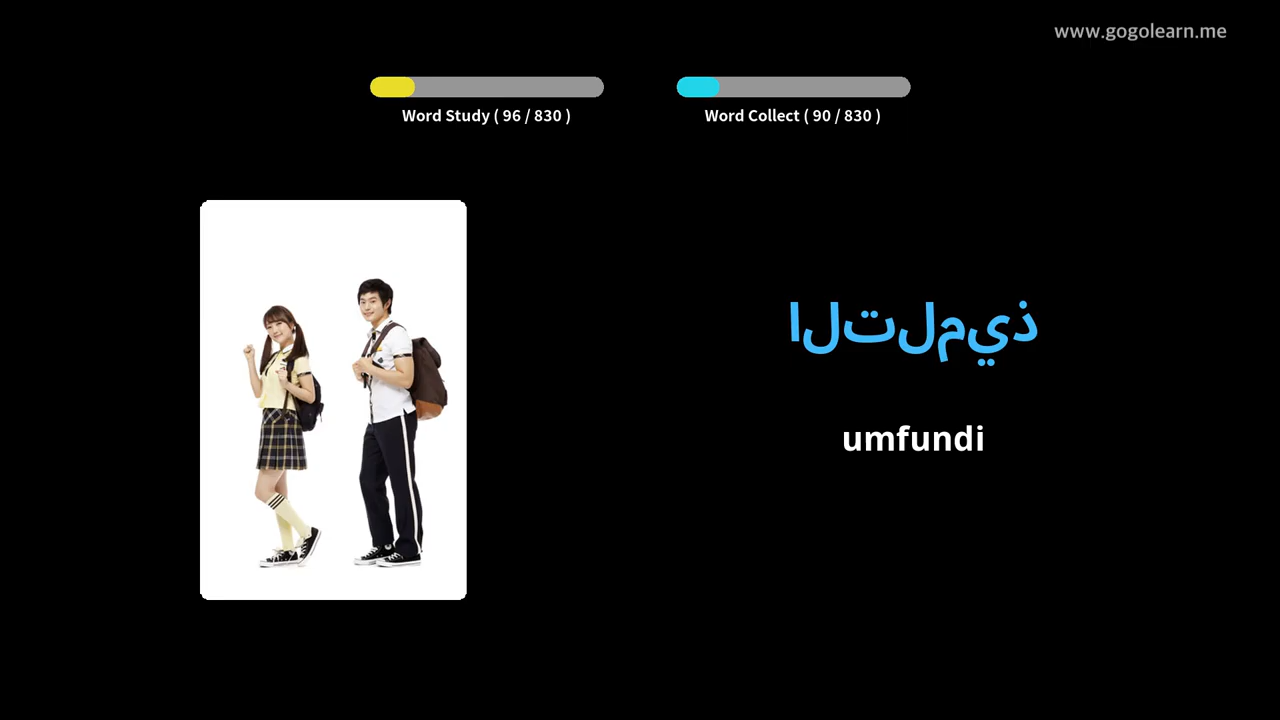 www.gogolearn.me
Word Study ( 96 / 830 )
Word Collect ( 90 / 830 )
التلميذ
umfundi